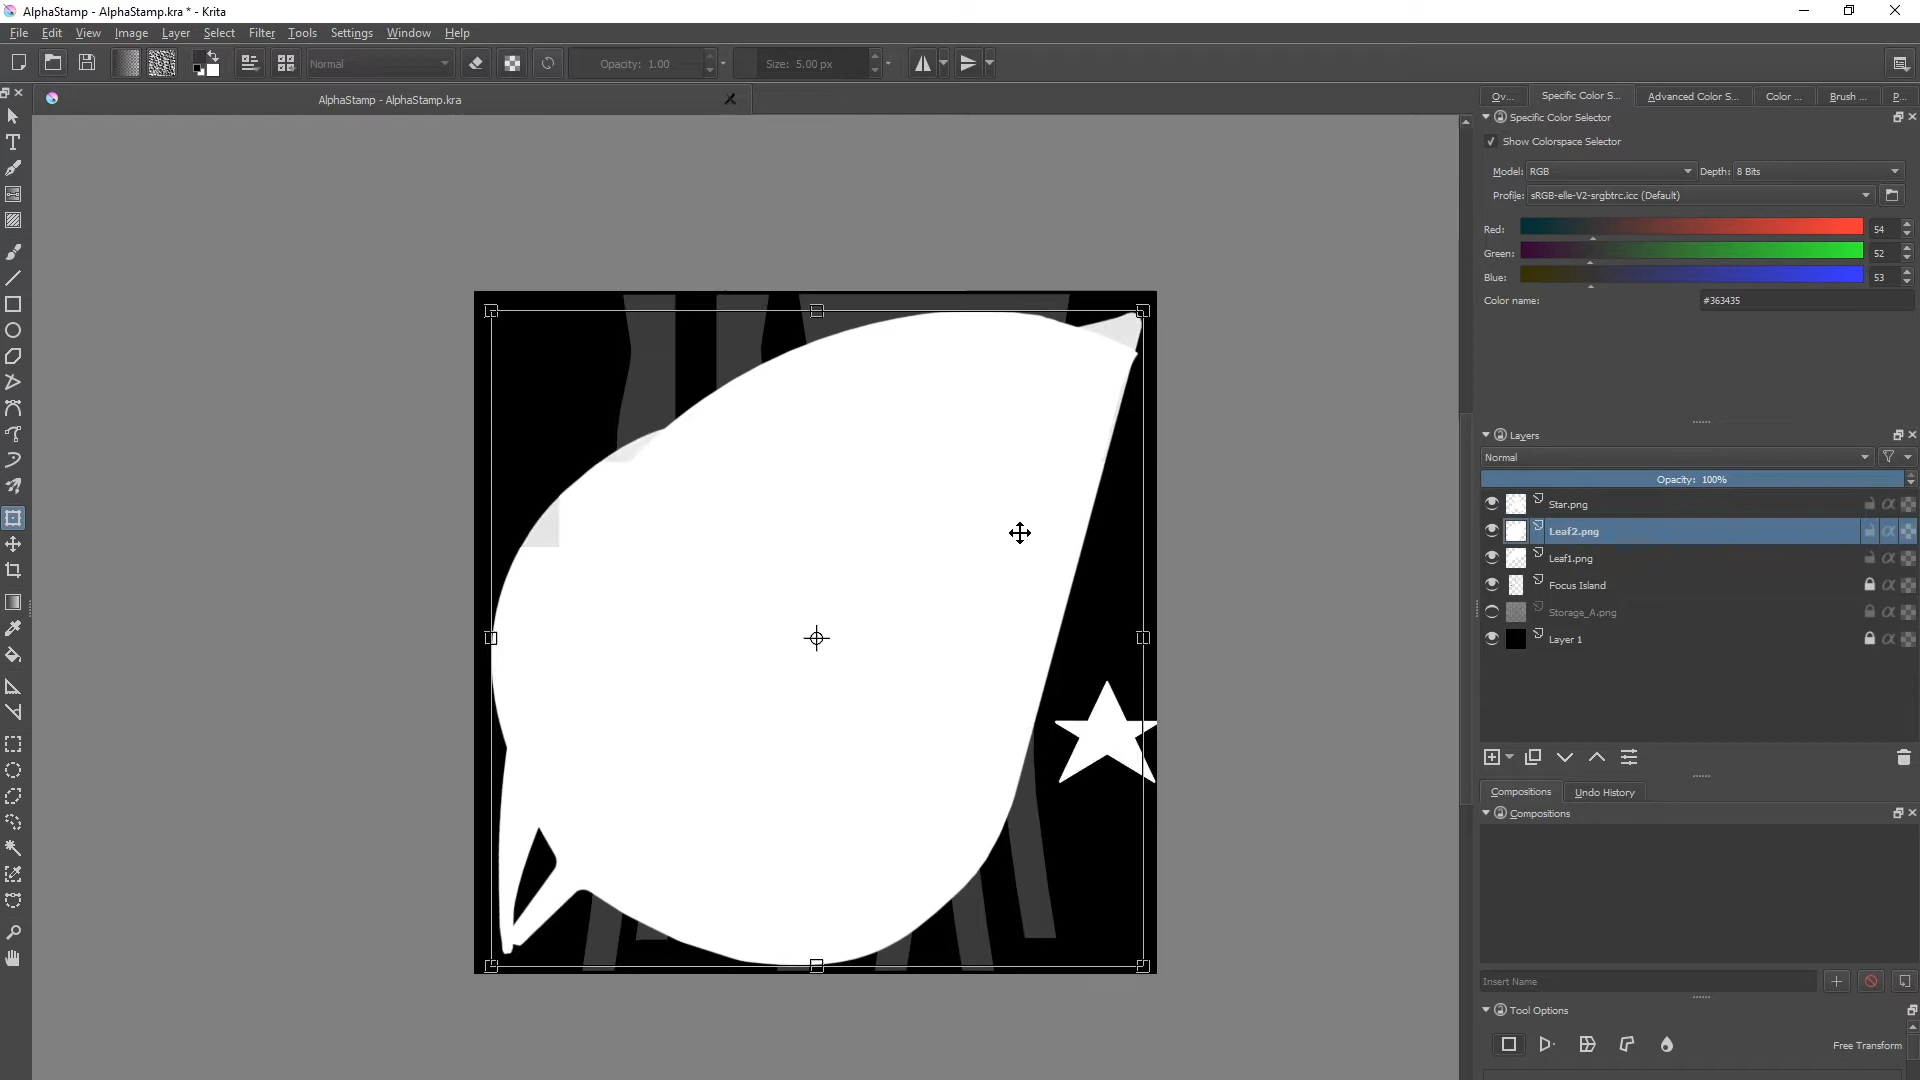 AlphaStamp - AlphaStamp.kra * - Krita
File Edit View Image Layer Select Filter Tools Settings Window Help
Normal Opacity: 1.00 Size: 5.00 px
AlphaStamp - AlphaStamp.kra
Ov... Specific Color S... Advanced Color S... Color ... Brush ... P...
Specific Color Selector
Show Colorspace Selector
Model: RGB Depth: 8 Bits
Profile: sRGB-elle-V2-srgbtrc.icc (Default)
Red: 54
Green: 52
Blue: 53
Color name: #363435
Layers
Normal
Opacity: 100%
Star.png
Leaf2.png
Leaf1.png
Focus Island
Storage_A.png
Layer 1
Compositions Undo History
Compositions
Insert Name
Tool Options
Free Transform